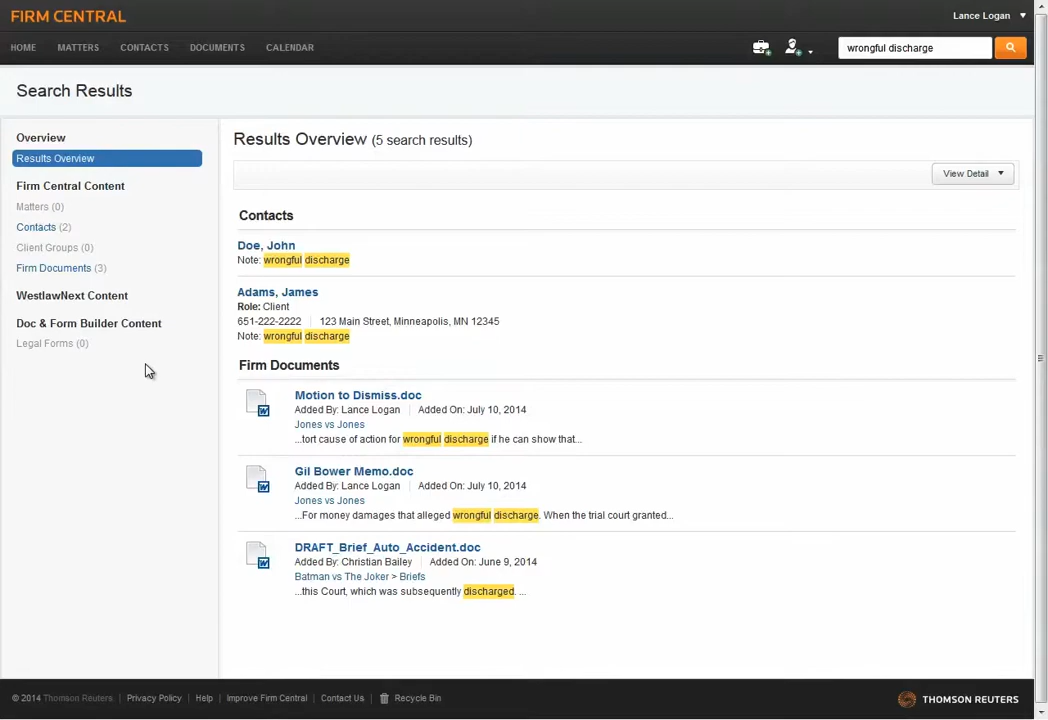 FIRM CENTRAL
Lance Logan
HOME MATTERS CONTACTS DOCUMENTS CALENDAR
wrongful discharge
Search Results
Overview
Results Overview
Firm Central Content
Matters (0)
Contacts (2)
Client Groups (0)
Firm Documents (3)
WestlawNext Content
Doc & Form Builder Content
Legal Forms (0)
Results Overview (5 search results)
View Detail
Contacts
Doe, John
Note: wrongful discharge
Adams, James
Role: Client
651-222-2222 | 123 Main Street, Minneapolis, MN 12345
Note: wrongful discharge
Firm Documents
Motion to Dismiss.doc
Added By: Lance Logan | Added On: July 10, 2014
Jones vs Jones
...tort cause of action for wrongful discharge if he can show that...
Gil Bower Memo.doc
Added By: Lance Logan | Added On: July 10, 2014
Jones vs Jones
...For money damages that alleged wrongful discharge. When the trial court granted...
DRAFT_Brief_Auto_Accident.doc
Added By: Christian Bailey | Added On: June 9, 2014
Batman vs The Joker > Briefs
...this Court, which was subsequently discharged. ...
© 2014 Thomson Reuters | Privacy Policy | Help | Improve Firm Central | Contact Us | Recycle Bin
THOMSON REUTERS